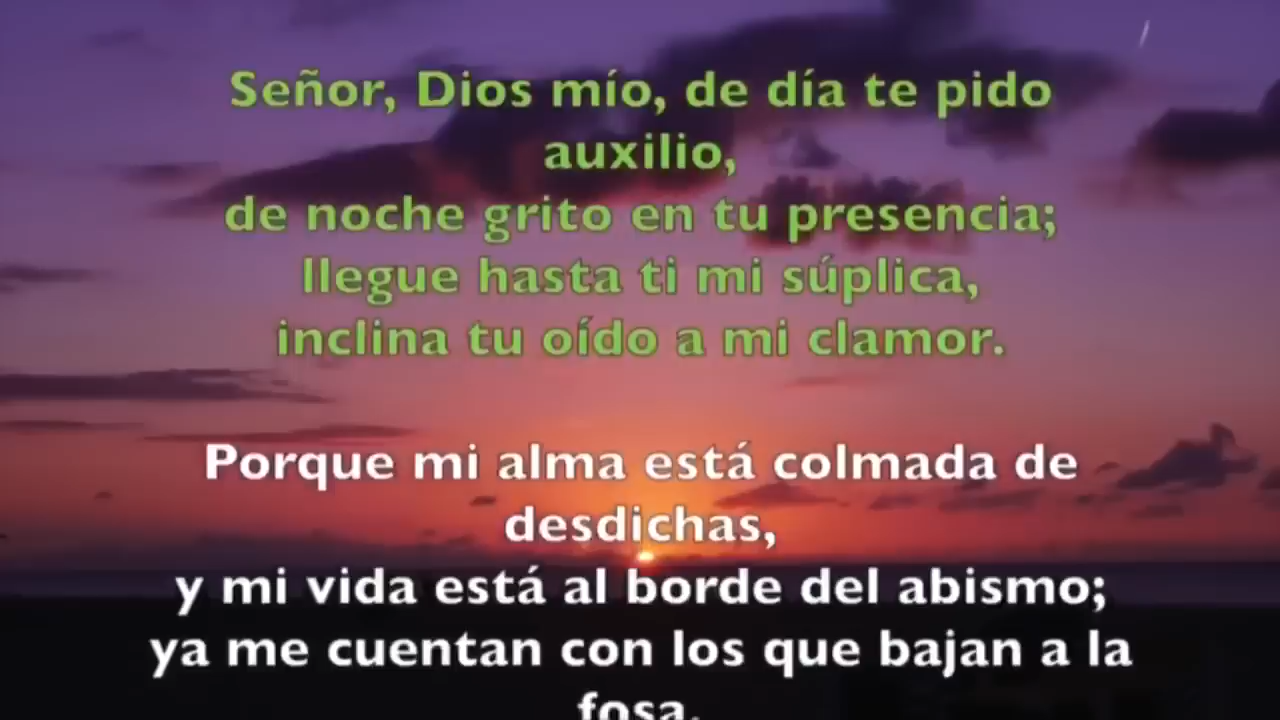 Señor, Dios mío, de día te pido
auxilio,
de noche grito en tu presencia;
llegue hasta ti mi súplica,
inclina tu oído a mi clamor.
Porque mi alma está colmada de
desdichas,
y mi vida está al borde del abismo;
ya me cuentan con los que bajan a la
fosa,